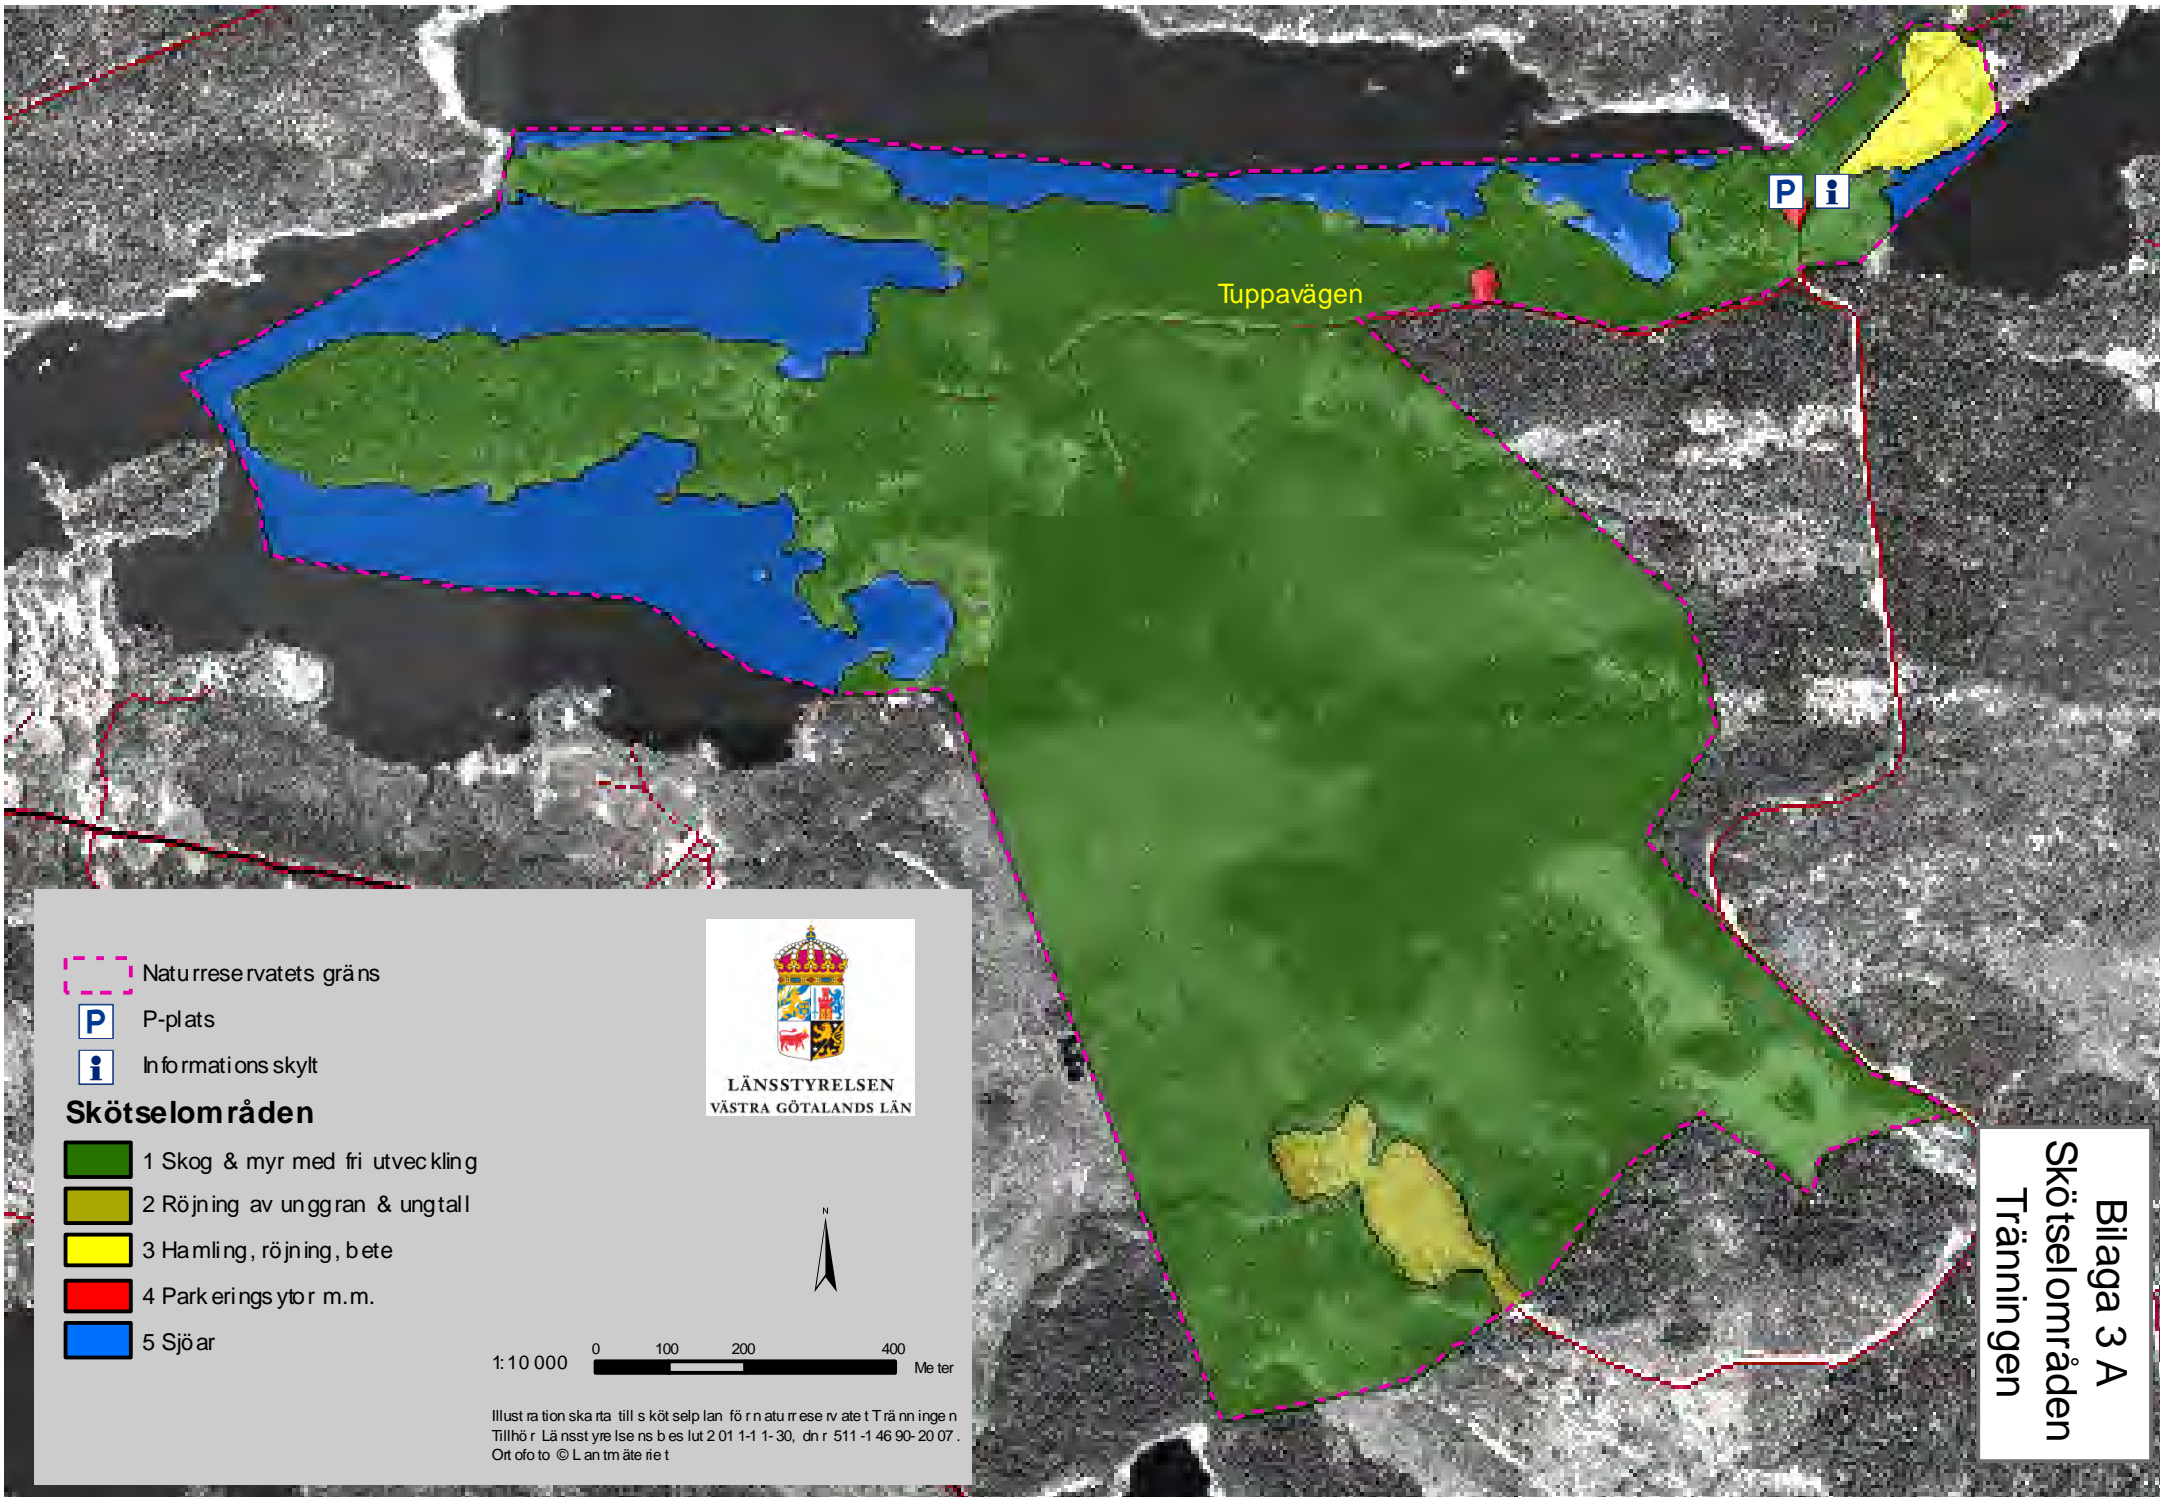 P i
Tuppavägen
Naturreservatets gräns
P P-plats
i Informationsskylt
Skötselområden
1 Skog & myr med fri utveckling
2 Röjning av unggran & ungtall
3 Hamling, röjning, bete
4 Parkeringsytor m.m.
5 Sjöar
LÄNSSTYRELSEN
VÄSTRA GÖTALANDS LÄN
N
0 100 200 400
1:10 000 Meter
Illustrationskarta till skötselplan för naturreservatet Tränningen
Tillhör Länsstyrelsens beslut 2011-11-30, dnr 511-14690-2007.
Ortofoto © Lantmäteriet
Bilaga 3 A
Skötselområden
Tränningen